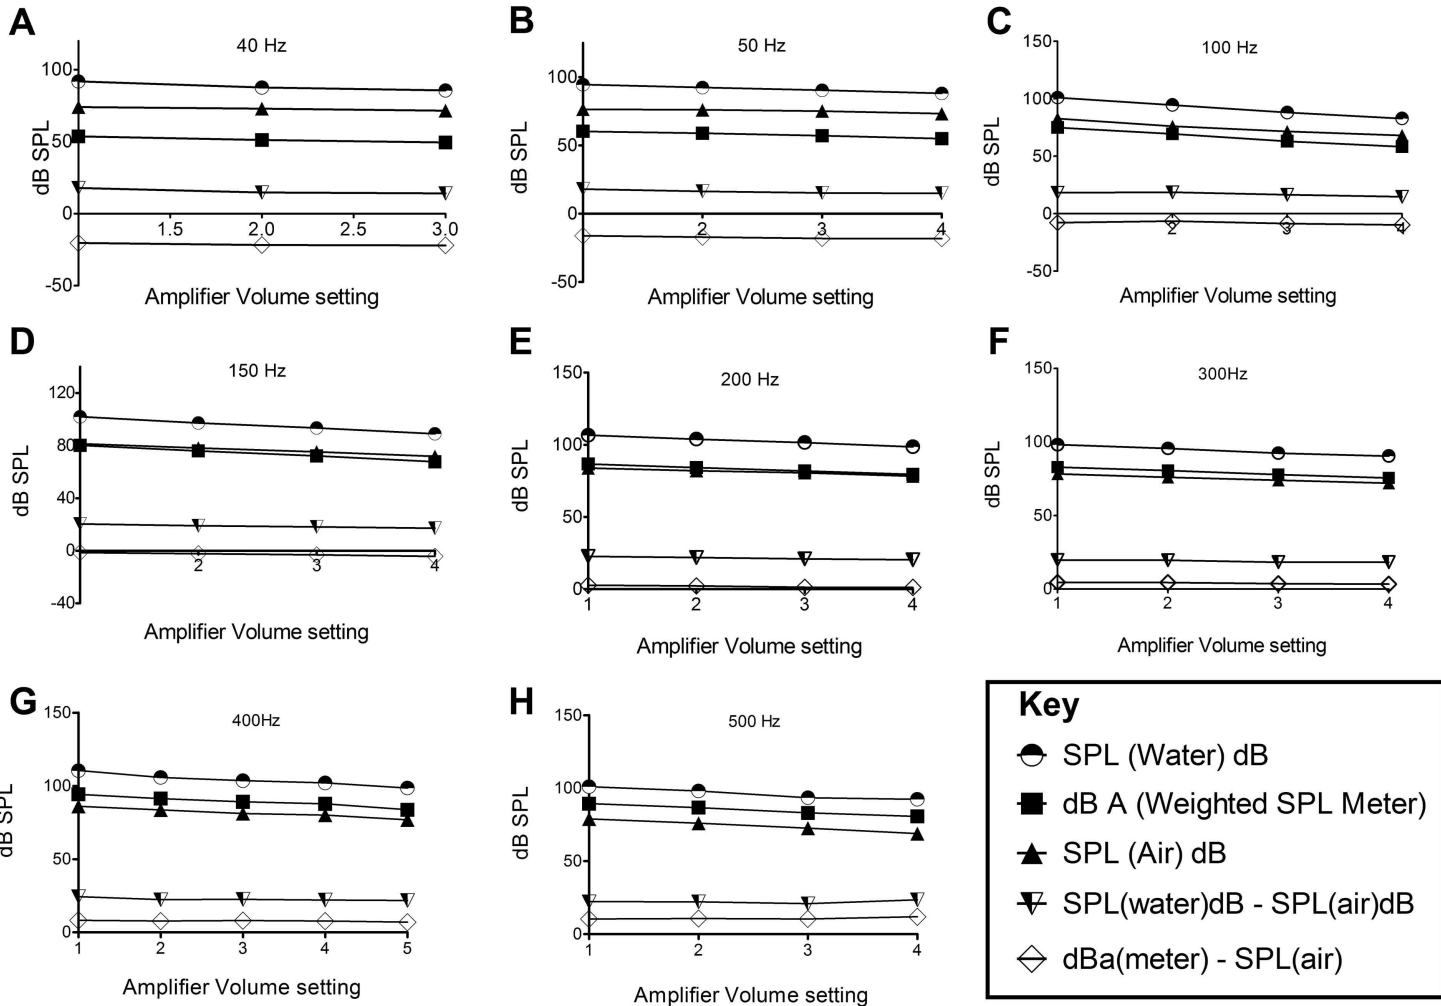 A
40 Hz
100
50
0
-50
1.5
2.0
2.5
3.0
dB SPL
Amplifier Volume setting
B
50 Hz
100
50
0
-50
2
3
4
dB SPL
Amplifier Volume setting
C
100 Hz
150
100
50
0
-50
2
3
4
dB SPL
Amplifier Volume setting
D
150 Hz
120
80
40
0
-40
2
3
4
dB SPL
Amplifier Volume setting
E
200 Hz
150
100
50
0
1
2
3
4
dB SPL
Amplifier Volume setting
F
300Hz
150
100
50
0
1
2
3
4
dB SPL
Amplifier Volume setting
G
400Hz
150
100
50
0
1
2
3
4
5
dB SPL
Amplifier Volume setting
H
500 Hz
150
100
50
0
1
2
3
4
dB SPL
Amplifier Volume setting
Key
SPL (Water) dB
dB A (Weighted SPL Meter)
SPL (Air) dB
SPL(water)dB - SPL(air)dB
dBa(meter) - SPL(air)